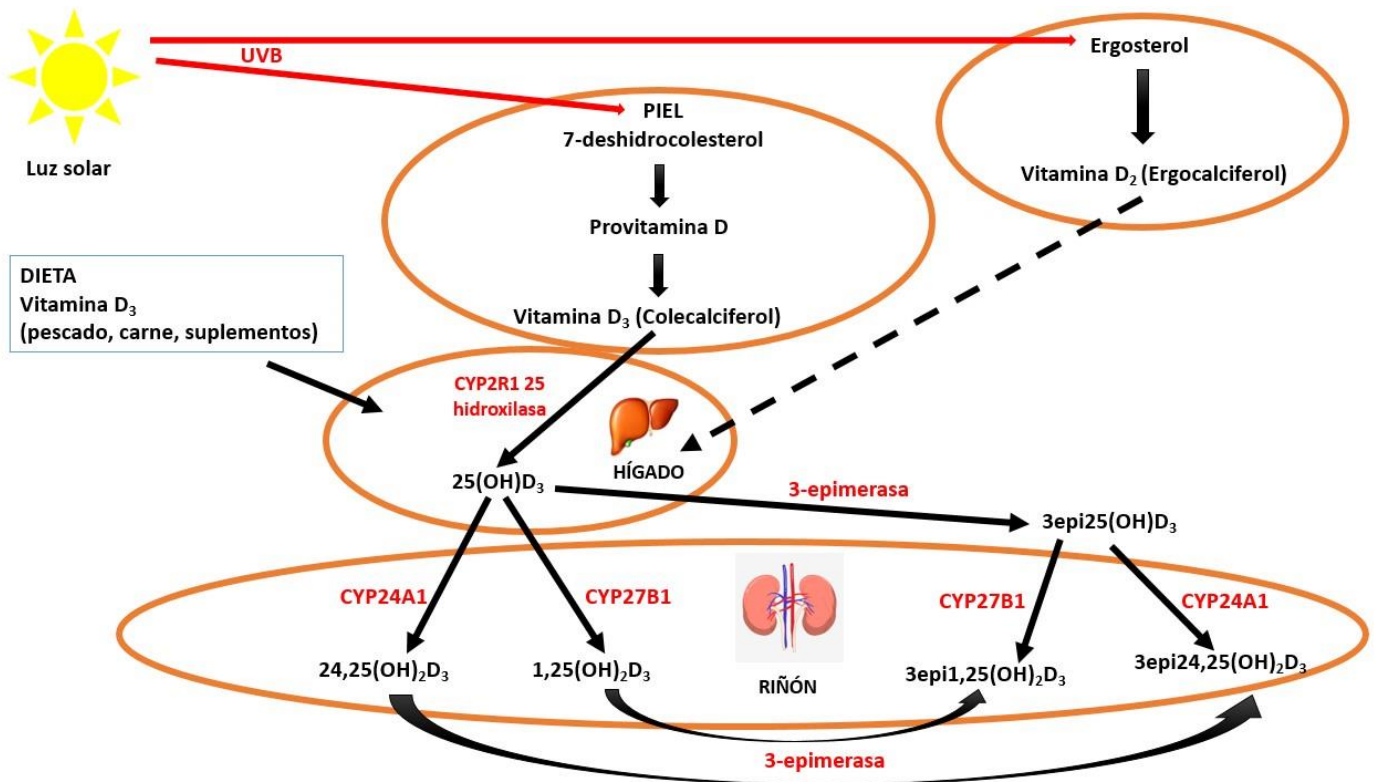 UVB
Ergosterol
Luz solar
PIEL
7-deshidrocolesterol
Vitamina D₂ (Ergocalciferol)
Provitamina D
DIETA
Vitamina D₃
(pescado, carne, suplementos)
Vitamina D₃ (Colecalciferol)
CYP2R1 25
hidroxilasa
HÍGADO
25(OH)D₃
3-epimerasa
3epi25(OH)D₃
CYP24A1
CYP27B1
CYP27B1
CYP24A1
24,25(OH)₂D₃
1,25(OH)₂D₃
RIÑÓN
3epi1,25(OH)₂D₃
3epi24,25(OH)₂D₃
3-epimerasa